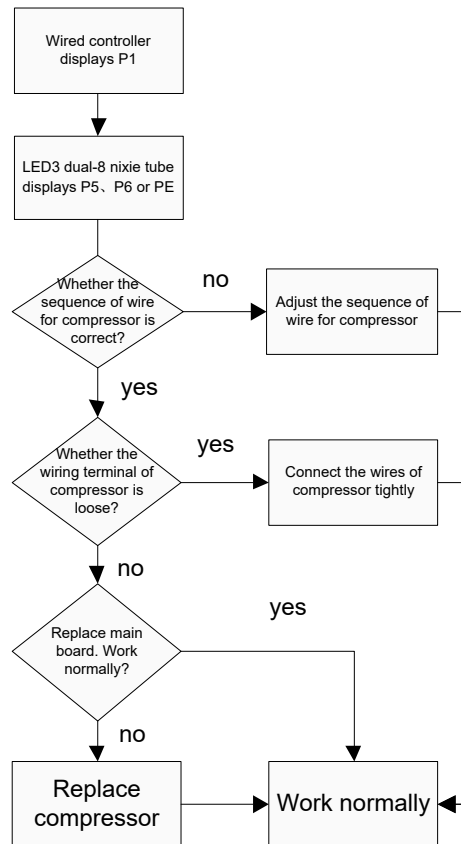 Wired controller
displays P1
LED3 dual-8 nixie tube
displays P5、P6 or PE
Whether the
sequence of wire
for compressor is
correct?
no
Adjust the sequence of
wire for compressor
yes
Whether the
wiring terminal of
compressor is
loose?
yes
Connect the wires of
compressor tightly
no
Replace main
board. Work
normally?
yes
no
Replace
compressor
Work normally